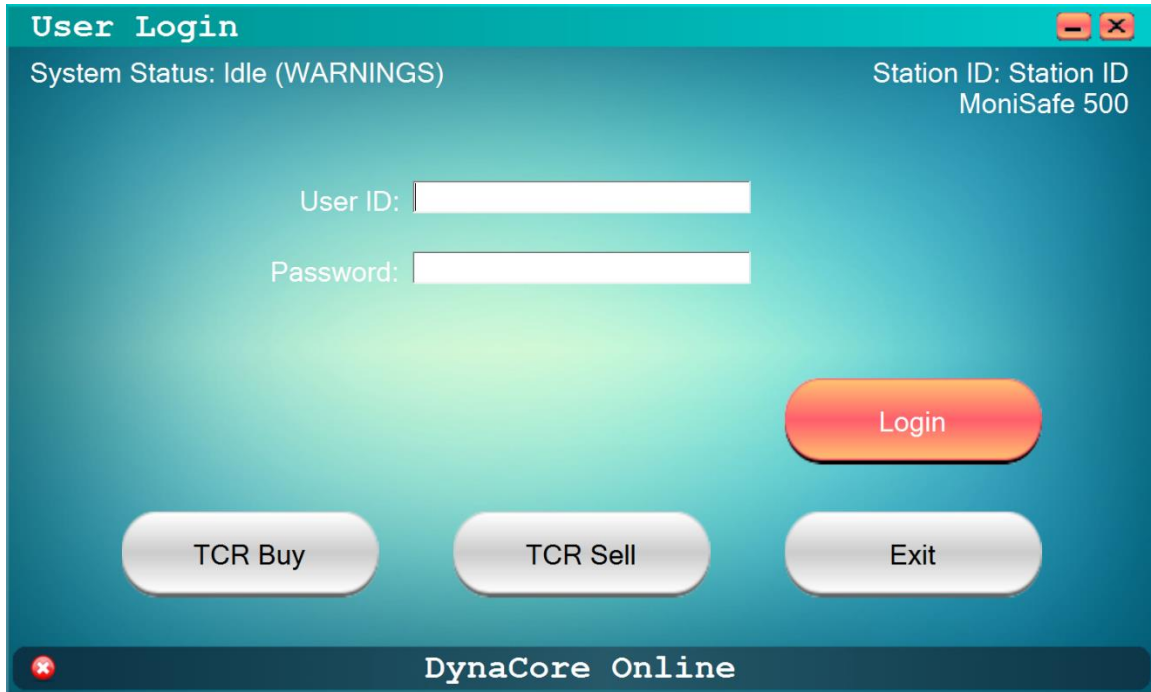 User Login
System Status: Idle (WARNINGS)
Station ID: Station ID
MoniSafe 500
User ID:
Password:
Login
TCR Buy
TCR Sell
Exit
DynaCore Online